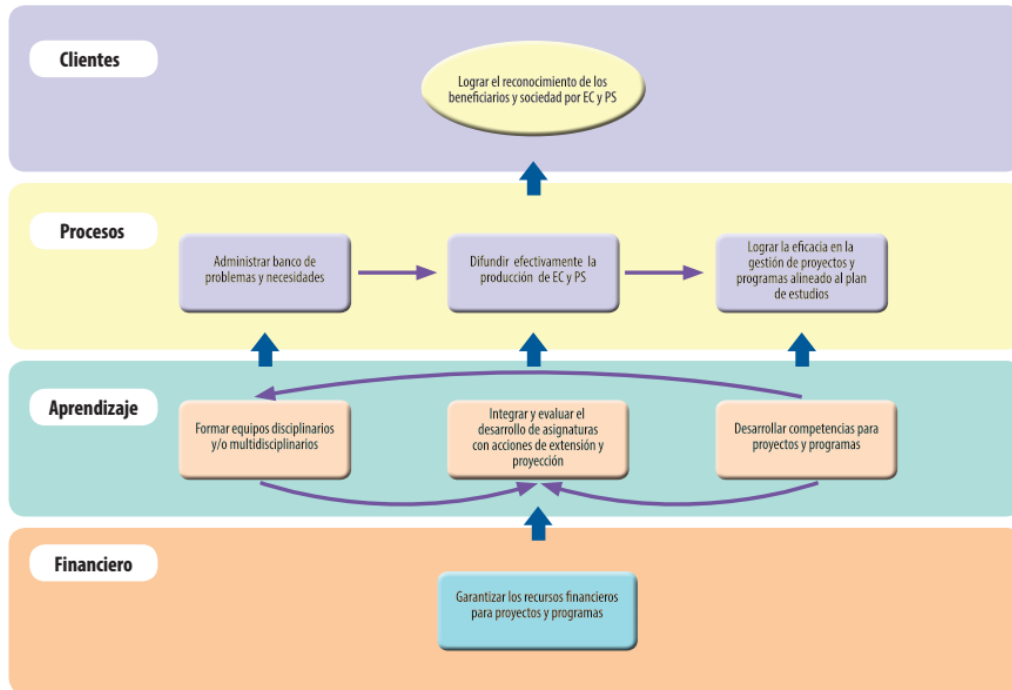 Clientes
Lograr el reconocimiento de los
beneficiarios y sociedad por EC y PS
Procesos
Administrar banco de
problemas y necesidades
Difundir efectivamente la
producción de EC y PS
Lograr la eficacia en la
gestión de proyectos y
programas alineado al plan
de estudios
Aprendizaje
Formar equipos disciplinarios
y/o multidisciplinarios
Integrar y evaluar el
desarrollo de asignaturas
con acciones de extensión y
proyección
Desarrollar competencias para
proyectos y programas
Financiero
Garantizar los recursos financieros
para proyectos y programas